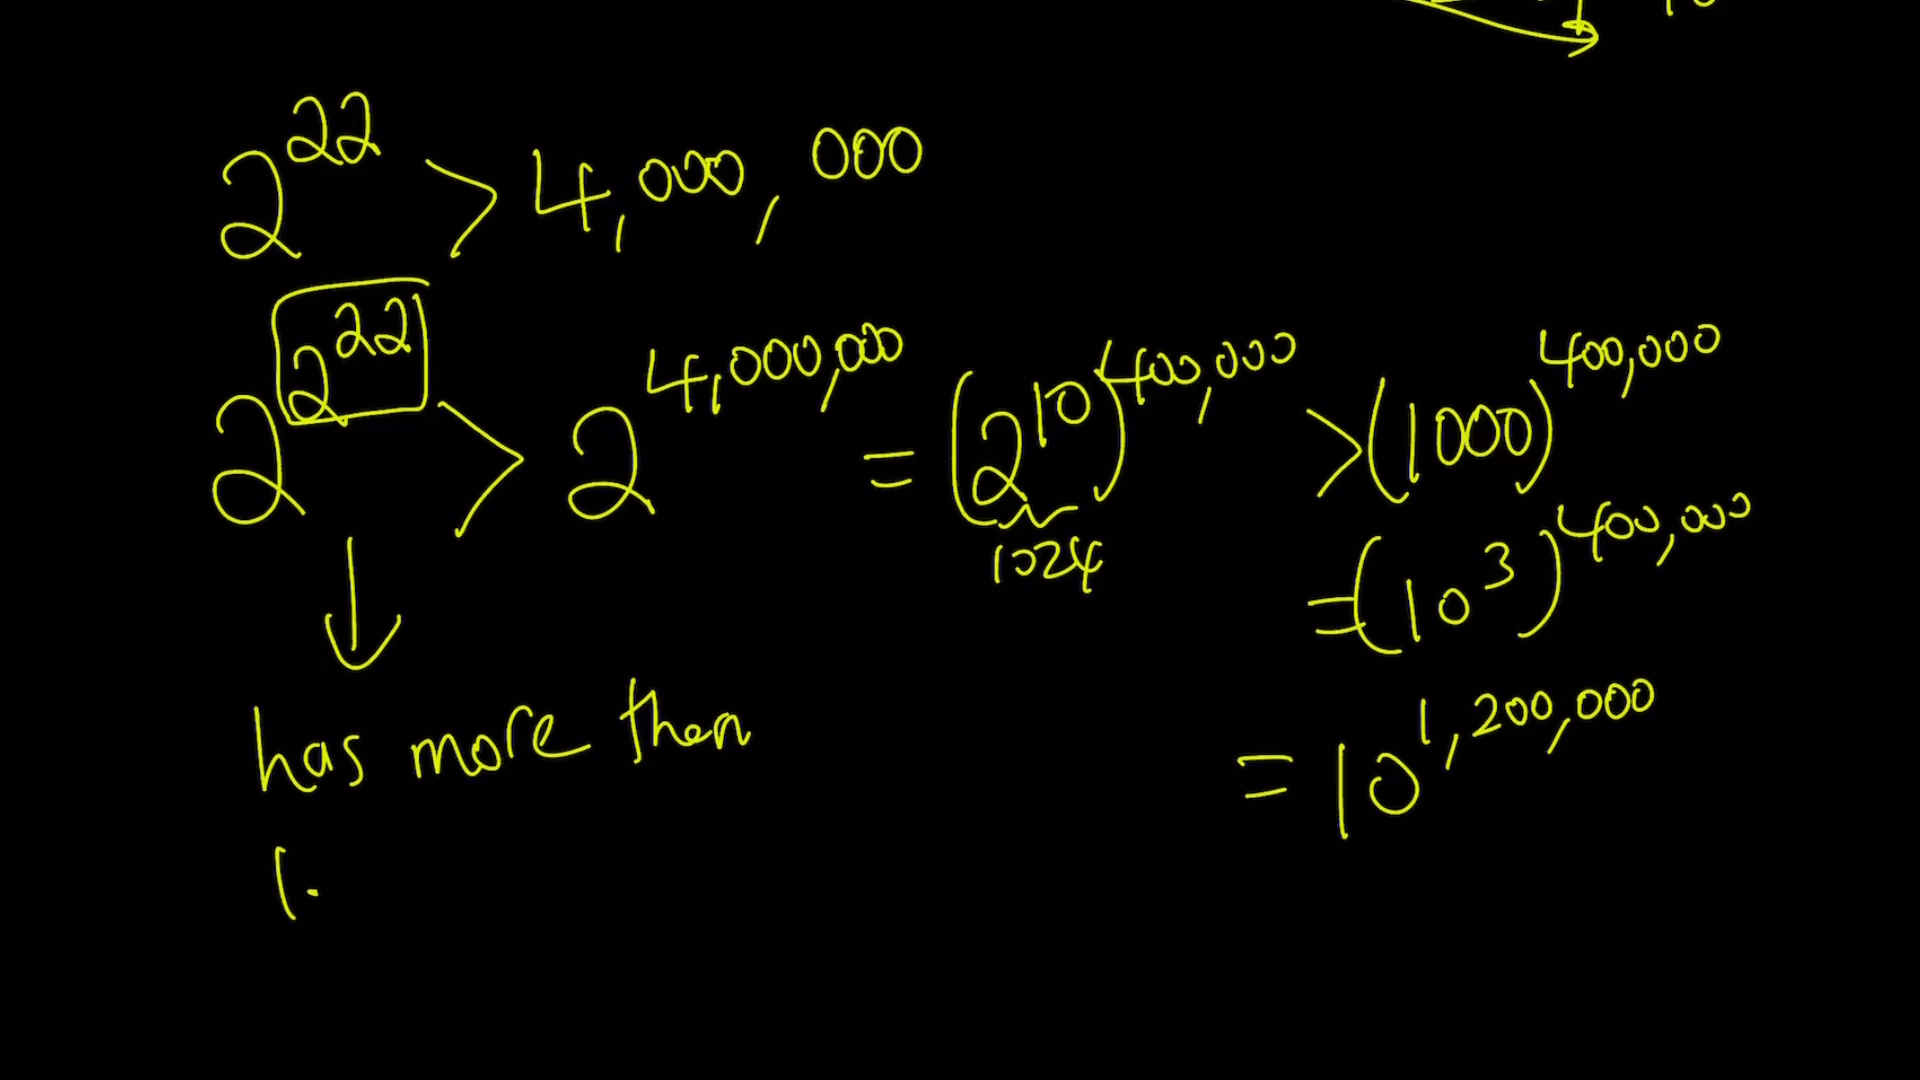 2^22 > 4,000,000
2^2^22 > 2^4,000,000 = (2^10)^400,000 > (1000)^400,000
1024
= (10^3)^400,000
= 10^1,200,000
has more than
1.